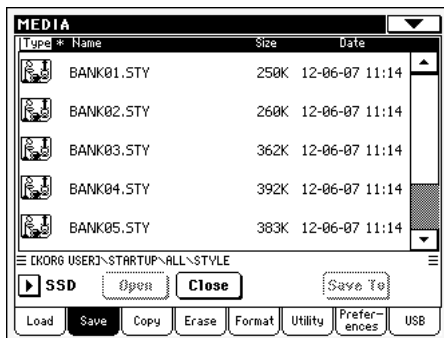 MEDIA
Type * Name Size Date
BANK01.STY 250K 12-06-07 11:14
BANK02.STY 260K 12-06-07 11:14
BANK03.STY 362K 12-06-07 11:14
BANK04.STY 392K 12-06-07 11:14
BANK05.STY 383K 12-06-07 11:14
[KORG USER]\STARTUP\ALL\STYLE
SSD Open Close Save To
Load Save Copy Erase Format Utility Prefer-ences USB